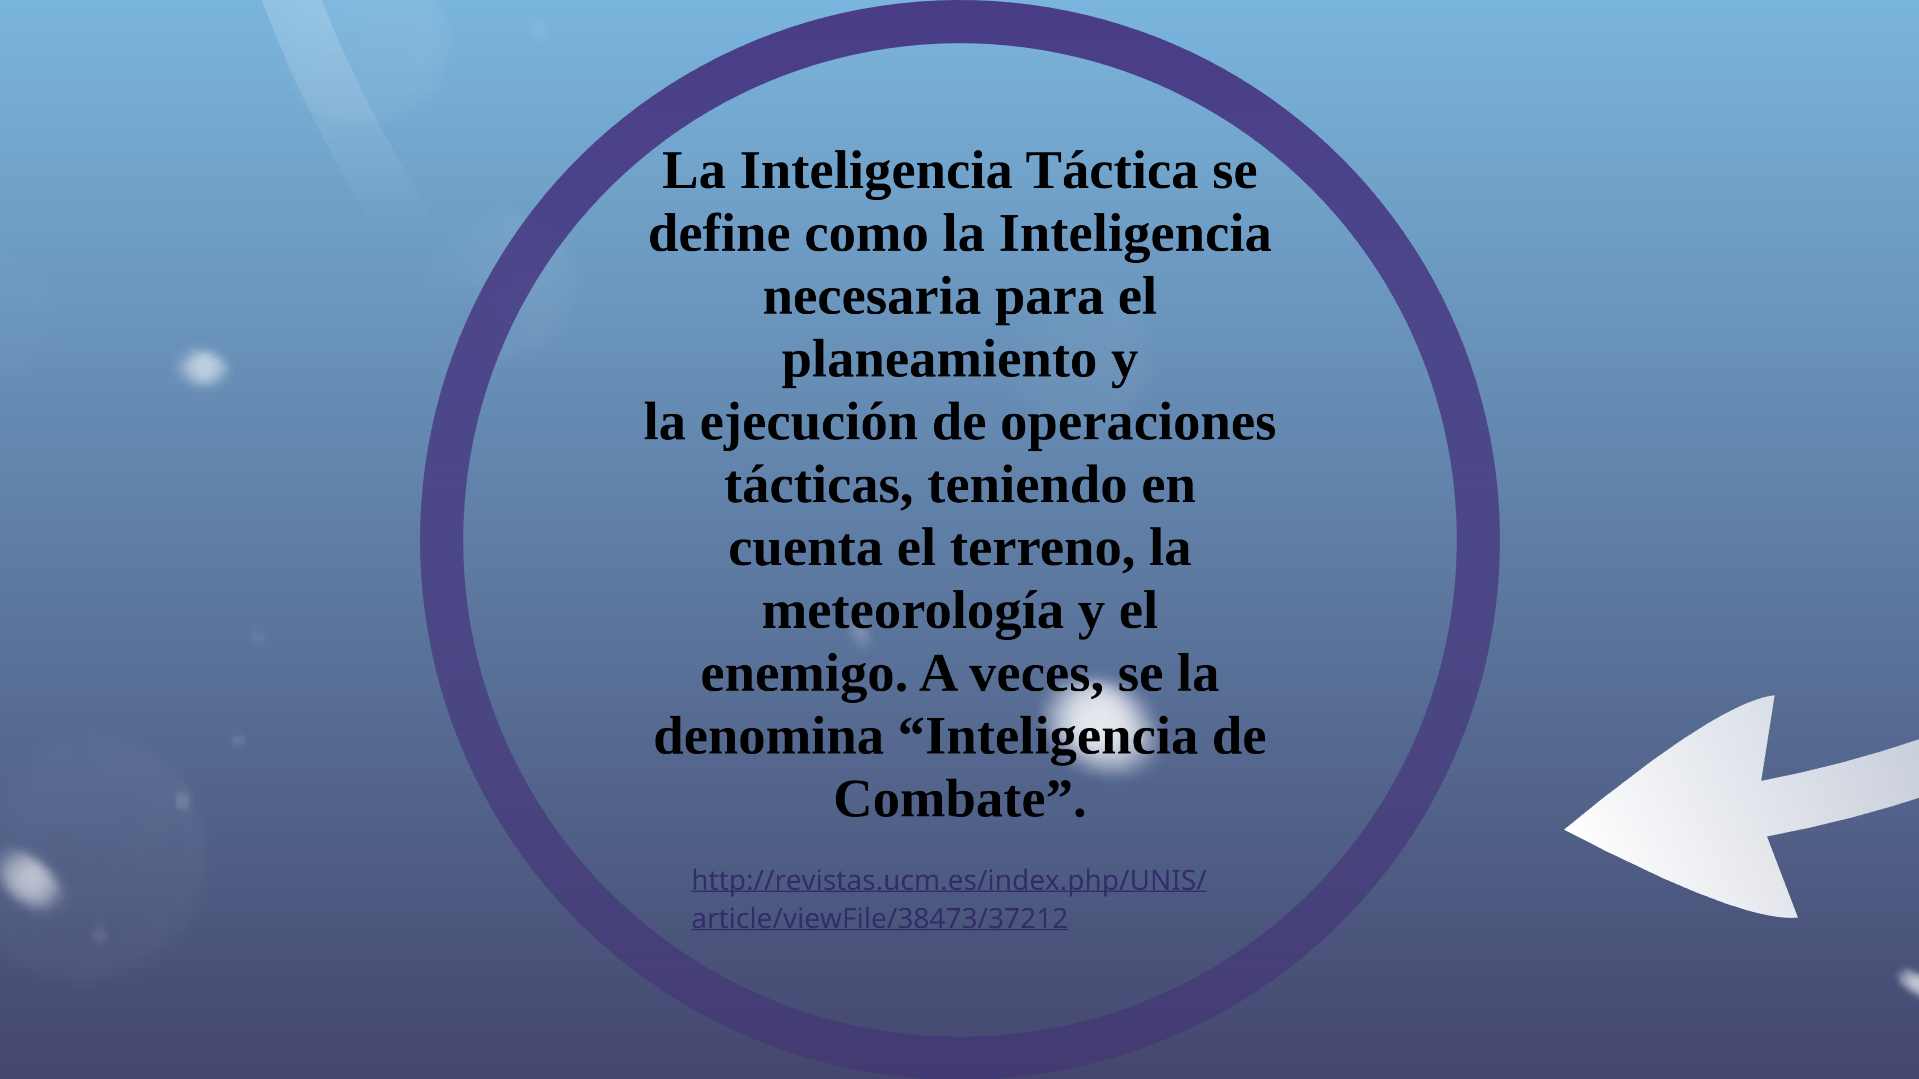 La Inteligencia Táctica se
define como la Inteligencia
necesaria para el
planeamiento y
la ejecución de operaciones
tácticas, teniendo en
cuenta el terreno, la
meteorología y el
enemigo. A veces, se la
denomina “Inteligencia de
Combate”.
http://revistas.ucm.es/index.php/UNIS/
article/viewFile/38473/37212